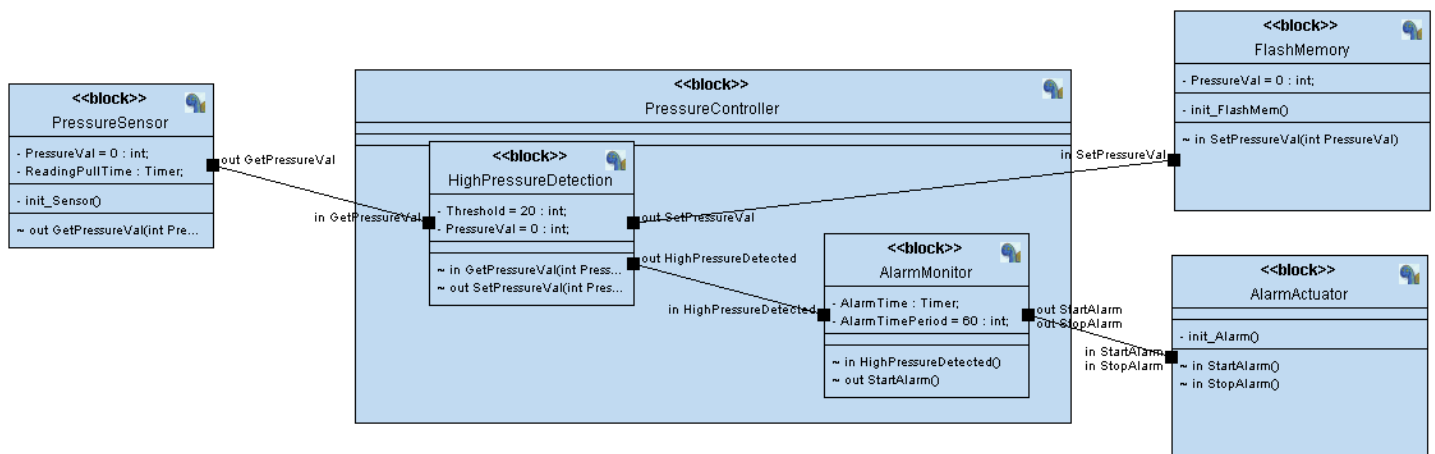 <<block>>
PressureSensor
- PressureVal = 0 : int;
- ReadingPullTime : Timer;
- init_Sensor()
~ out GetPressureVal(int Pre...
out GetPressureVal
<<block>>
PressureController
in GetPressureVal
<<block>>
HighPressureDetection
- Threshold = 20 : int;
- PressureVal = 0 : int;
~ in GetPressureVal(int Press...
~ out SetPressureVal(int Pres...
out SetPressureVal
out HighPressureDetected
in HighPressureDetected
<<block>>
AlarmMonitor
- AlarmTime : Timer;
- AlarmTimePeriod = 60 : int;
~ in HighPressureDetected()
~ out StartAlarm()
out StartAlarm
out StopAlarm
in SetPressureVal
<<block>>
FlashMemory
- PressureVal = 0 : int;
- init_FlashMem()
~ in SetPressureVal(int PressureVal)
in StartAlarm
in StopAlarm
<<block>>
AlarmActuator
- init_Alarm()
~ in StartAlarm()
~ in StopAlarm()